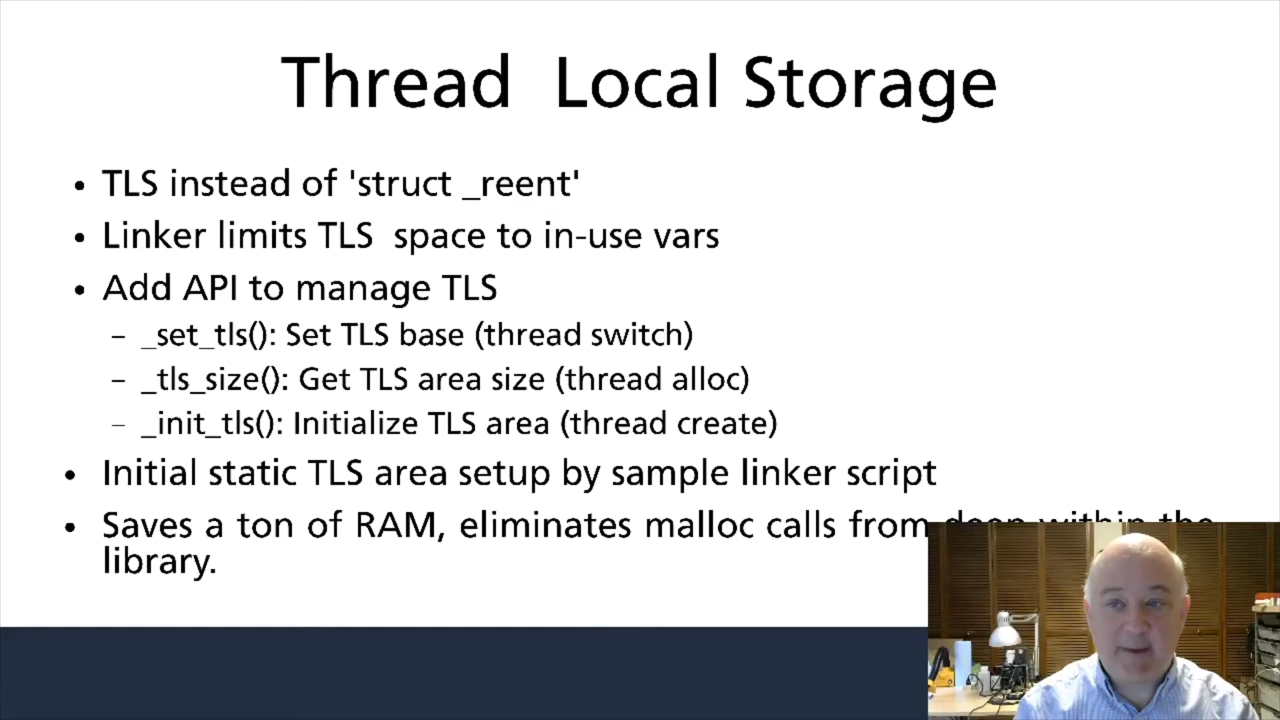 Thread Local Storage
• TLS instead of 'struct _reent'
• Linker limits TLS space to in-use vars
• Add API to manage TLS
– _set_tls(): Set TLS base (thread switch)
– _tls_size(): Get TLS area size (thread alloc)
– _init_tls(): Initialize TLS area (thread create)
• Initial static TLS area setup by sample linker script
• Saves a ton of RAM, eliminates malloc calls from deep within the
library.